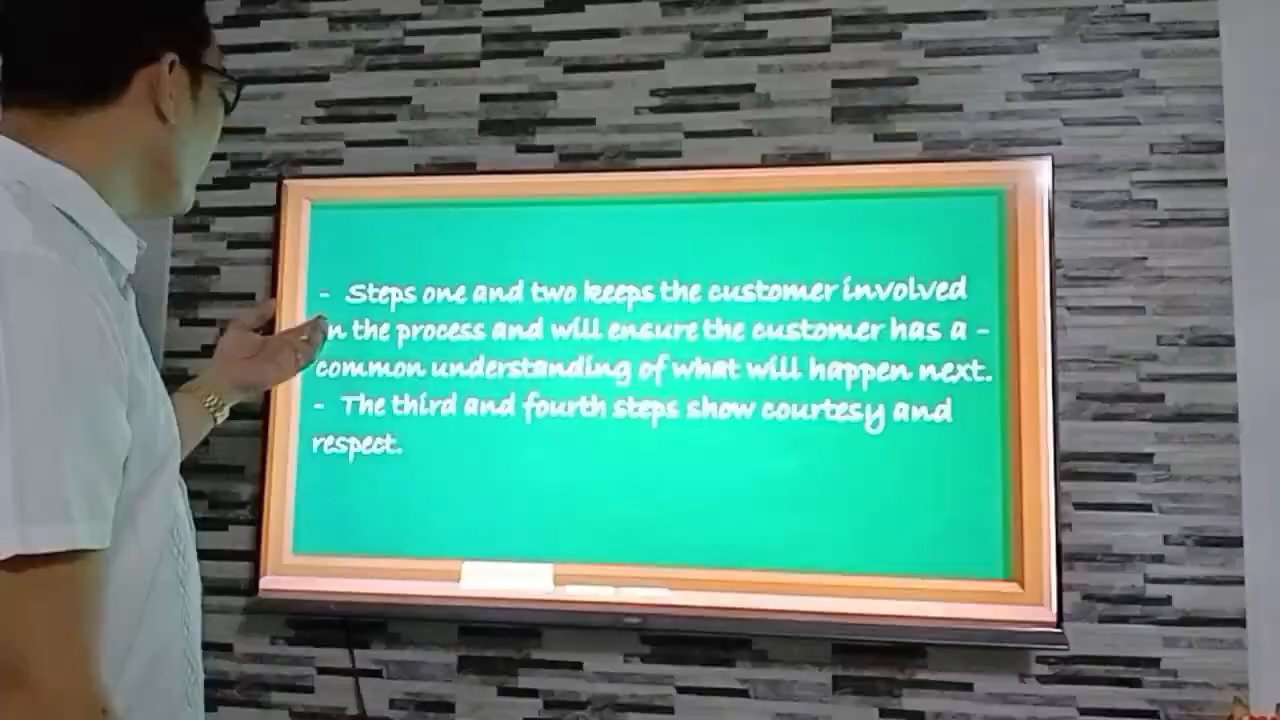 - Steps one and two keeps the customer involved
in the process and will ensure the customer has a -
common understanding of what will happen next.
- The third and fourth steps show courtesy and
respect.